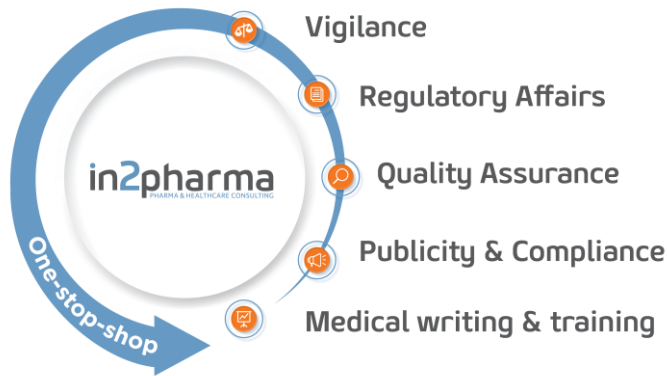 Vigilance
Regulatory Affairs
in2pharma
PHARMA & HEALTHCARE CONSULTING
Quality Assurance
Publicity & Compliance
One-stop-shop
Medical writing & training